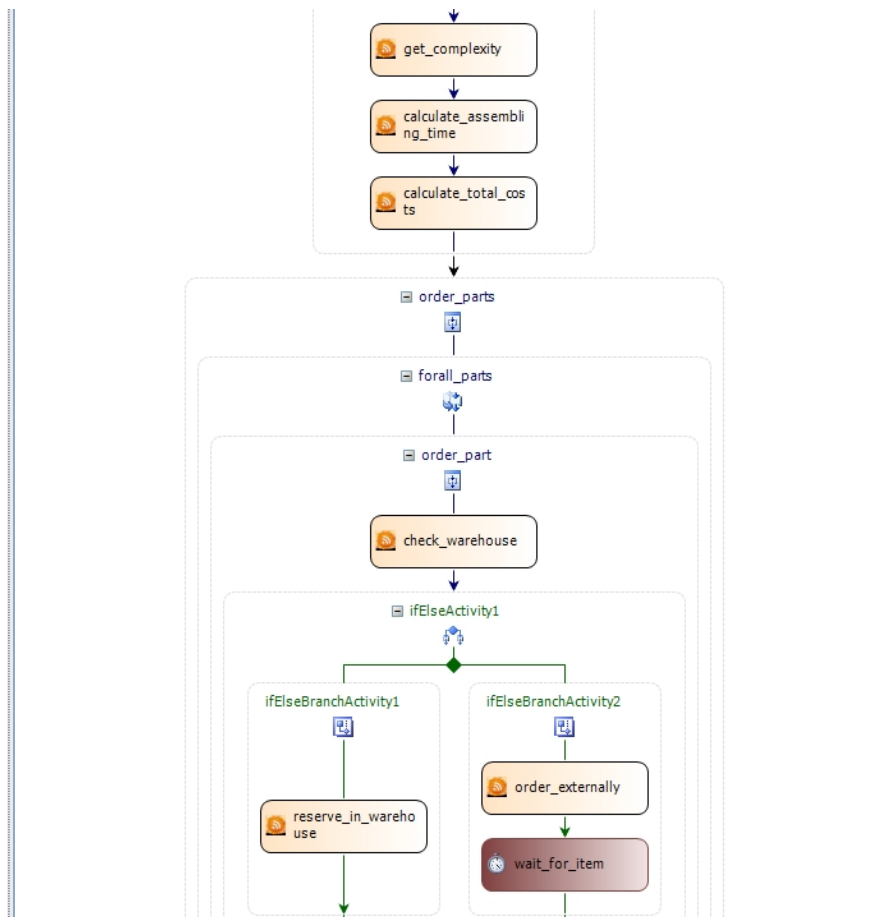 get_complexity
calculate_assembli
ng_time
calculate_total_cos
ts
order_parts
forall_parts
order_part
check_warehouse
ifElseActivity1
ifElseBranchActivity1
ifElseBranchActivity2
order_externally
reserve_in_wareho
use
wait_for_item